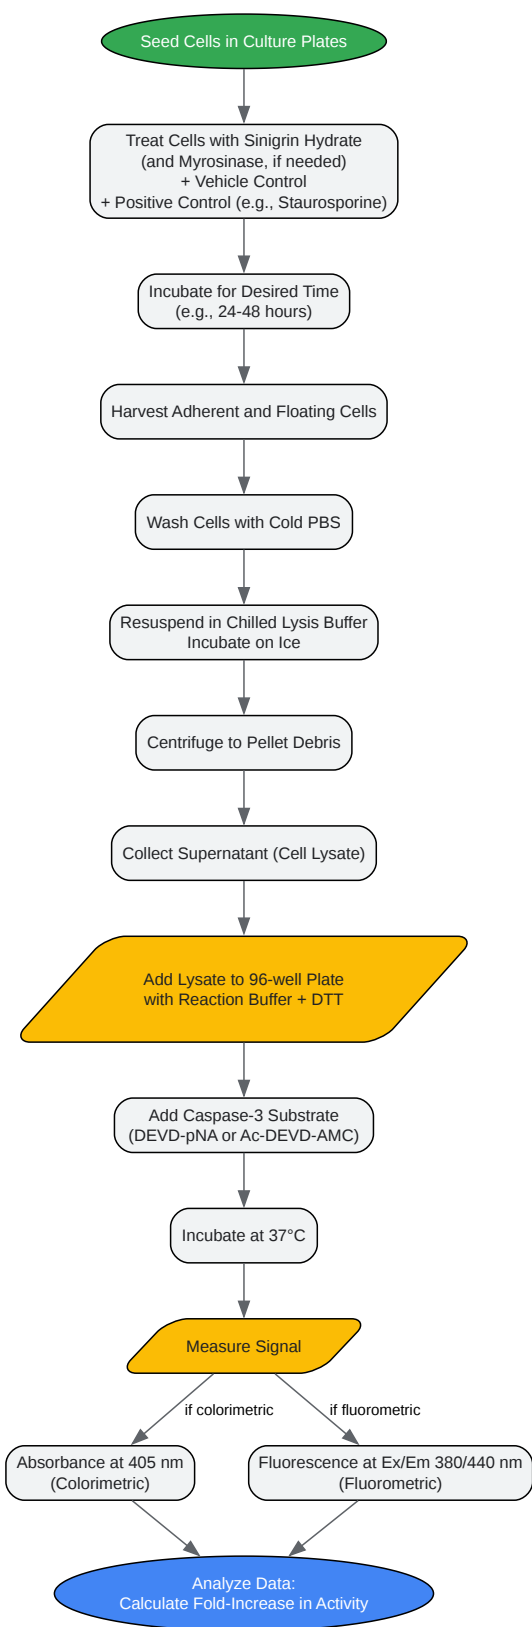 Seed Cells in Culture Plates
Treat Cells with Sinigrin Hydrate
(and Myrosinase, if needed)
+ Vehicle Control
+ Positive Control (e.g., Staurosporine)
Incubate for Desired Time
(e.g., 24-48 hours)
Harvest Adherent and Floating Cells
Wash Cells with Cold PBS
Resuspend in Chilled Lysis Buffer
Incubate on Ice
Centrifuge to Pellet Debris
Collect Supernatant (Cell Lysate)
Add Lysate to 96-well Plate
with Reaction Buffer + DTT
Add Caspase-3 Substrate
(DEVD-pNA or Ac-DEVD-AMC)
Incubate at 37°C
Measure Signal
if colorimetric
if fluorometric
Absorbance at 405 nm
(Colorimetric)
Fluorescence at Ex/Em 380/440 nm
(Fluorometric)
Analyze Data:
Calculate Fold-Increase in Activity